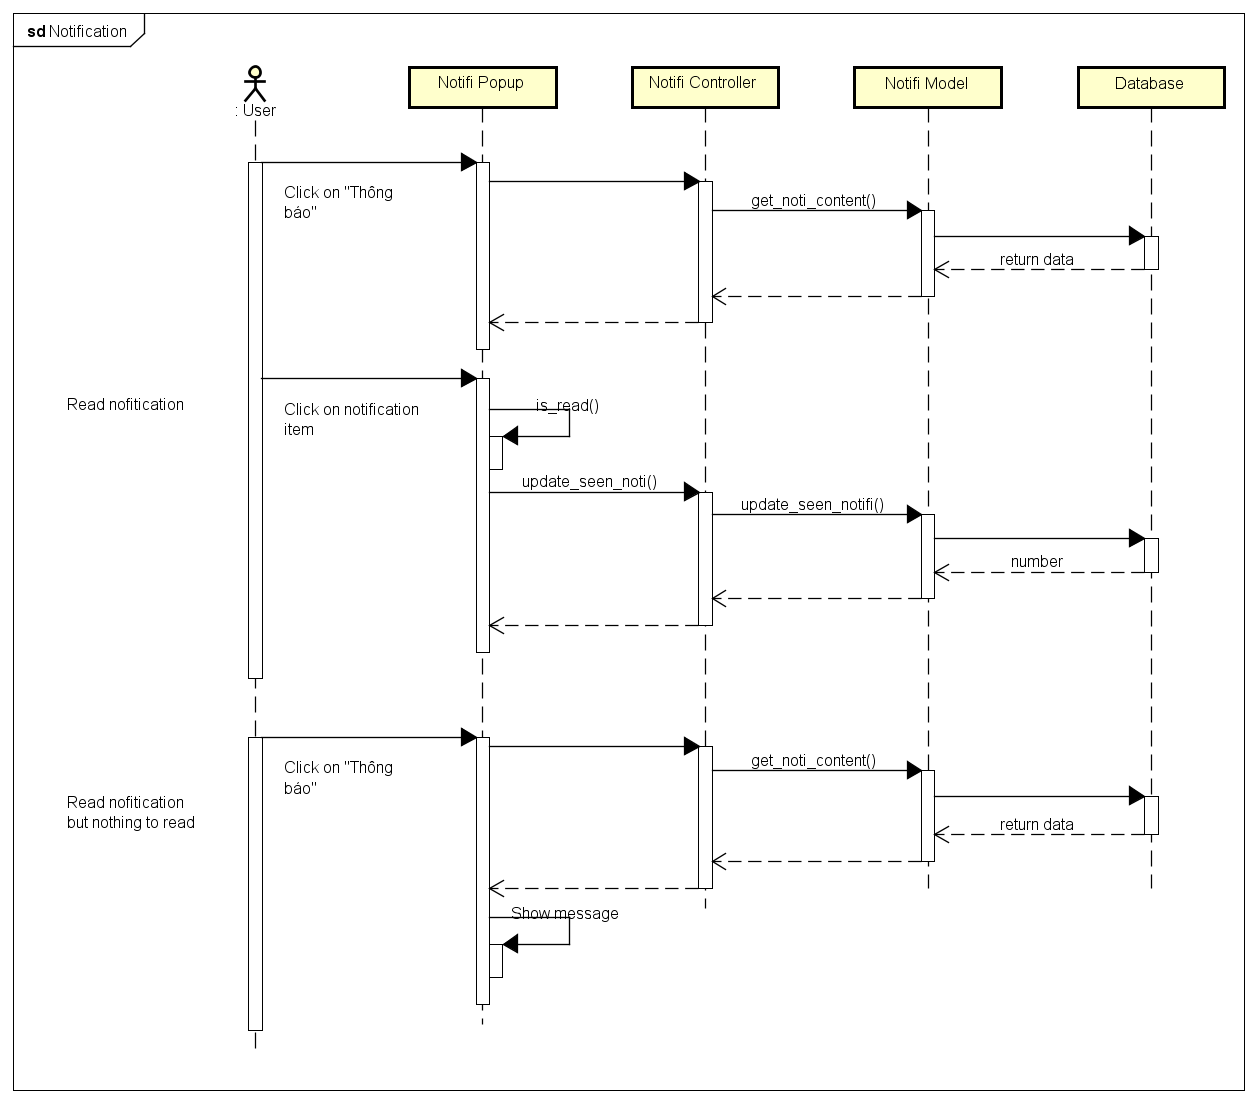 sd Notification
: User
Notifi Popup
Notifi Controller
Notifi Model
Database
Click on "Thông
báo"
get_noti_content()
return data
Read nofitication
Click on notification
item
is_read()
update_seen_noti()
update_seen_notifi()
number
Click on "Thông
báo"
get_noti_content()
Read nofitication
but nothing to read
return data
Show message